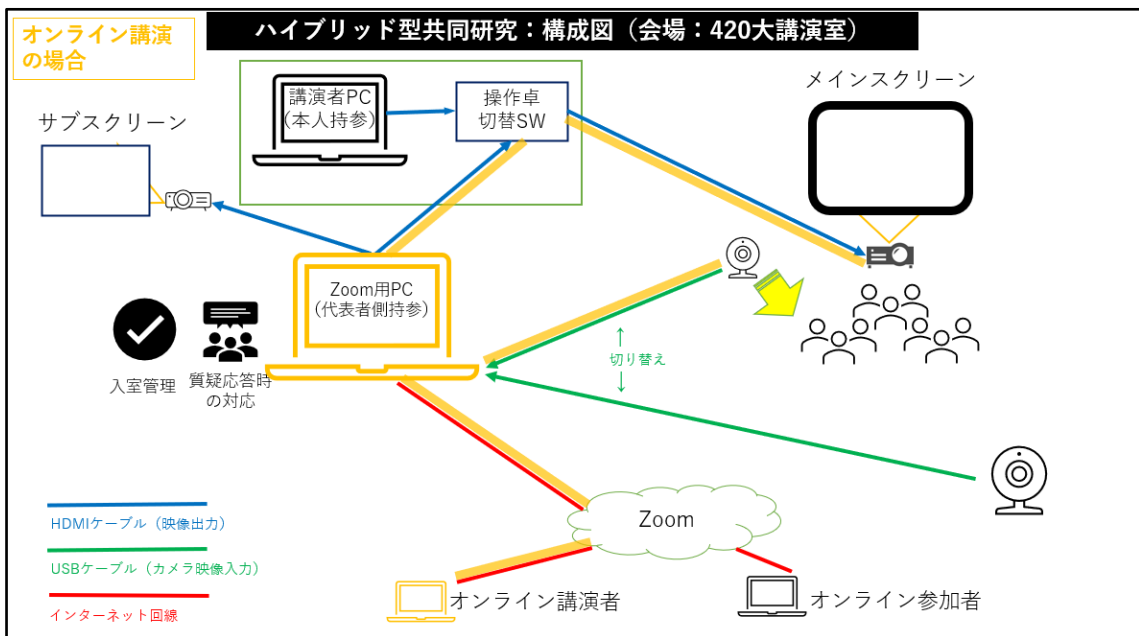 オンライン講演
の場合
ハイブリッド型共同研究：構成図（会場：420大講演室）
メインスクリーン
サブスクリーン
講演者PC
(本人持参)
操作卓
切替SW
Zoom用PC
(代表者側持参)
入室管理
質疑応答時
の対応
↑
切り替え
↓
Zoom
HDMIケーブル（映像出力）
USBケーブル（カメラ映像入力）
インターネット回線
オンライン講演者
オンライン参加者